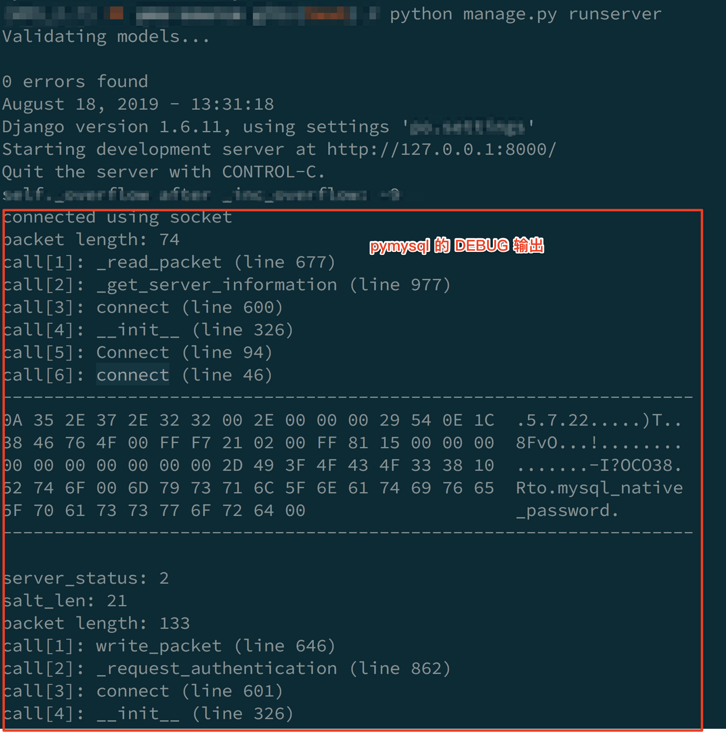 python manage.py runserver
Validating models...
0 errors found
August 18, 2019 - 13:31:18
Django version 1.6.11, using settings '       '
Starting development server at http://127.0.0.1:8000/
Quit the server with CONTROL-C.
self._overflow after _inc_overflow: -9
connected using socket
packet length: 74
pymysql 的 DEBUG 输出
call[1]: _read_packet (line 677)
call[2]: _get_server_information (line 977)
call[3]: connect (line 600)
call[4]: __init__ (line 326)
call[5]: Connect (line 94)
call[6]: connect (line 46)
------------------------------------------------------------------
0A 35 2E 37 2E 32 32 00 2E 00 00 00 29 54 0E 1C .5.7.22.....)T..
38 46 76 4F 00 FF F7 21 02 00 FF 81 15 00 00 00 8FvO...!........
00 00 00 00 00 00 00 2D 49 3F 4F 43 4F 33 38 10 .......-I?OCO38.
52 74 6F 00 6D 79 73 71 6C 5F 6E 61 74 69 76 65 Rto.mysql_native
5F 70 61 73 73 77 6F 72 64 00 _password.
------------------------------------------------------------------
server_status: 2
salt_len: 21
packet length: 133
call[1]: write_packet (line 646)
call[2]: _request_authentication (line 862)
call[3]: connect (line 601)
call[4]: __init__ (line 326)